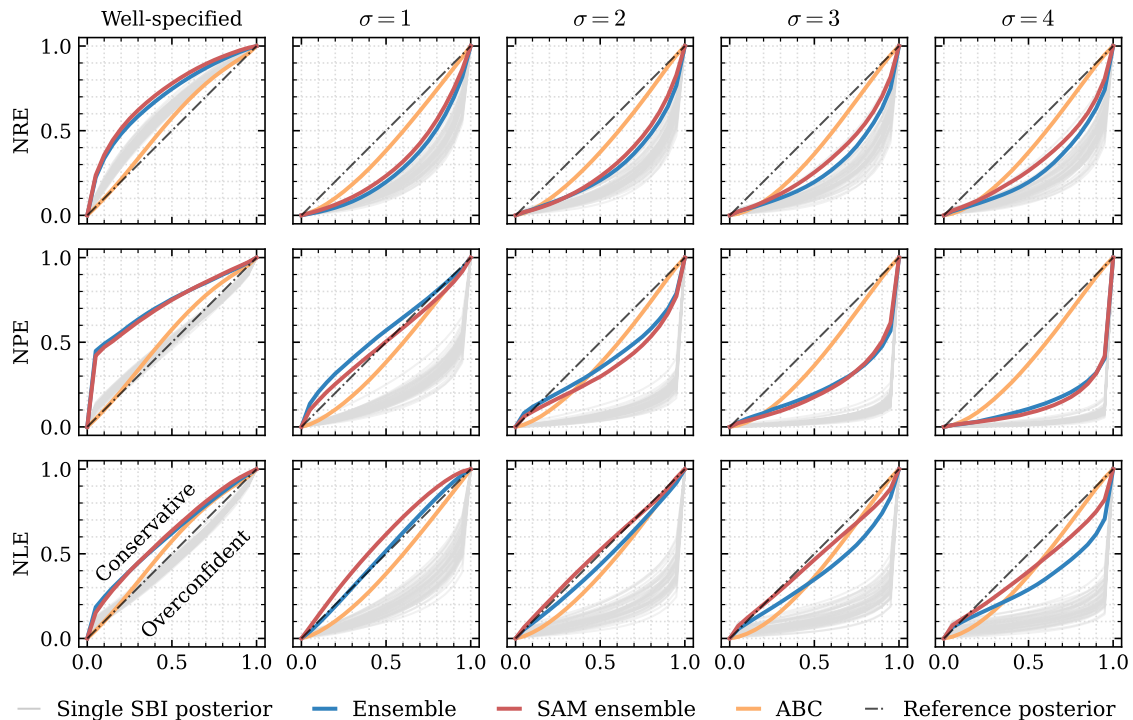 Well-specified
σ = 1
σ = 2
σ = 3
σ = 4
NRE
1.0
0.5
0.0
NPE
1.0
0.5
0.0
NLE
1.0
0.5
0.0
Conservative
Overconfident
0.0 0.5 1.0
0.0 0.5 1.0
0.0 0.5 1.0
0.0 0.5 1.0
0.0 0.5 1.0
Single SBI posterior
Ensemble
SAM ensemble
ABC
Reference posterior